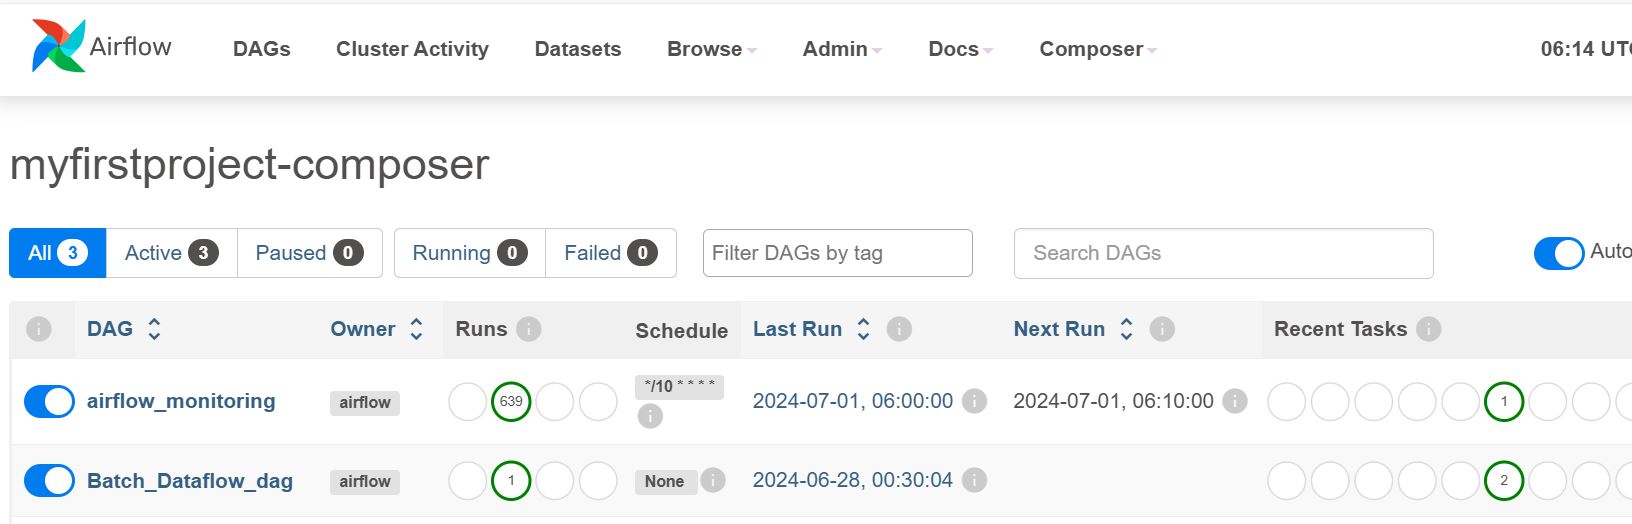 Airflow DAGs Cluster Activity Datasets Browse Admin Docs Composer 06:14 UTC
myfirstproject-composer
All 3 Active 3 Paused 0 Running 0 Failed 0 Filter DAGs by tag Search DAGs Auto
DAG Owner Runs Schedule Last Run Next Run Recent Tasks
airflow_monitoring airflow 639 */10 * * * * 2024-07-01, 06:00:00 2024-07-01, 06:10:00 1
Batch_Dataflow_dag airflow 1 None 2024-06-28, 00:30:04 2